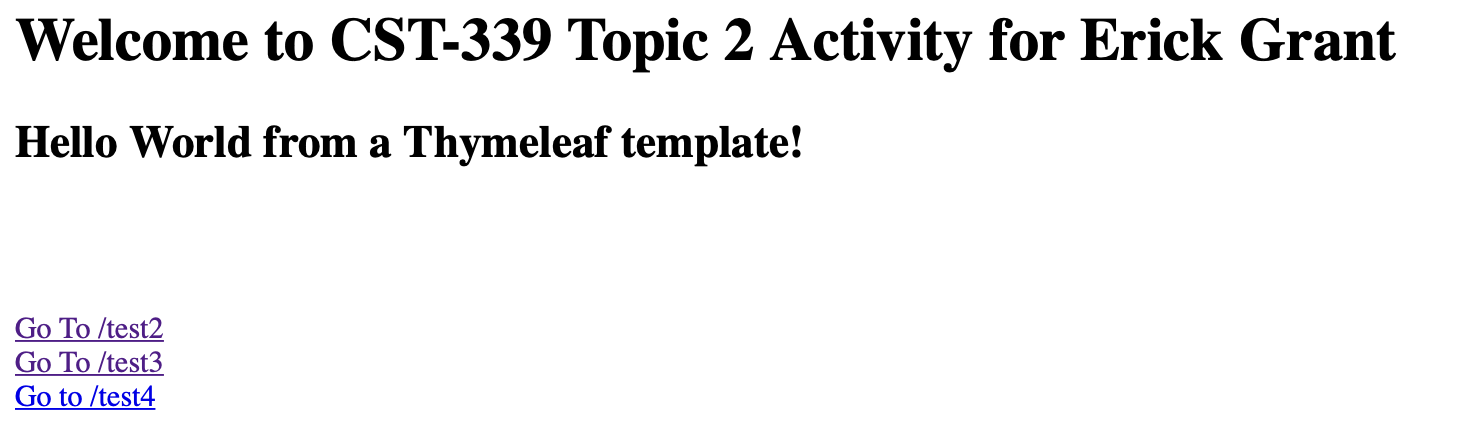 Welcome to CST-339 Topic 2 Activity for Erick Grant
Hello World from a Thymeleaf template!
Go To /test2
Go To /test3
Go to /test4